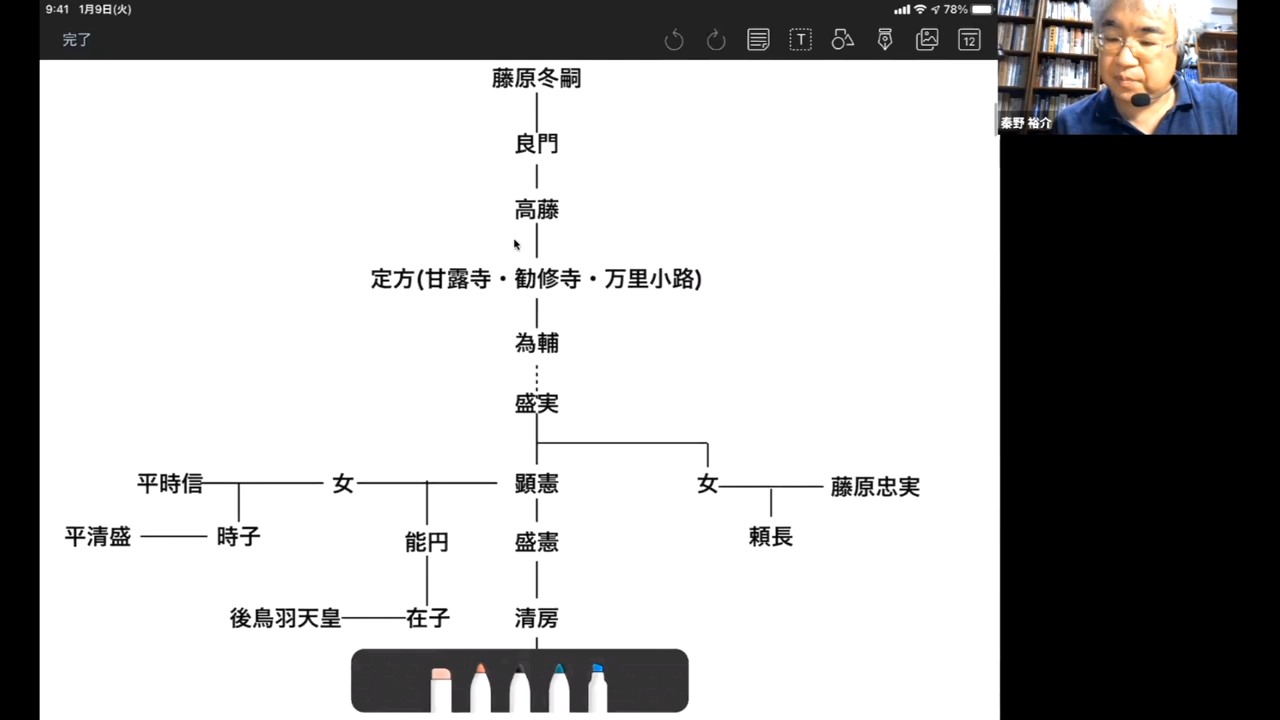 9:41 1月9日(火)
78%
完了
T
12
秦野 裕介
藤原冬嗣
良門
高藤
定方(甘露寺・勧修寺・万里小路)
為輔
盛実
平時信 女 顕憲 女 藤原忠実
平清盛 時子 能円 盛憲 頼長
後鳥羽天皇 在子 清房